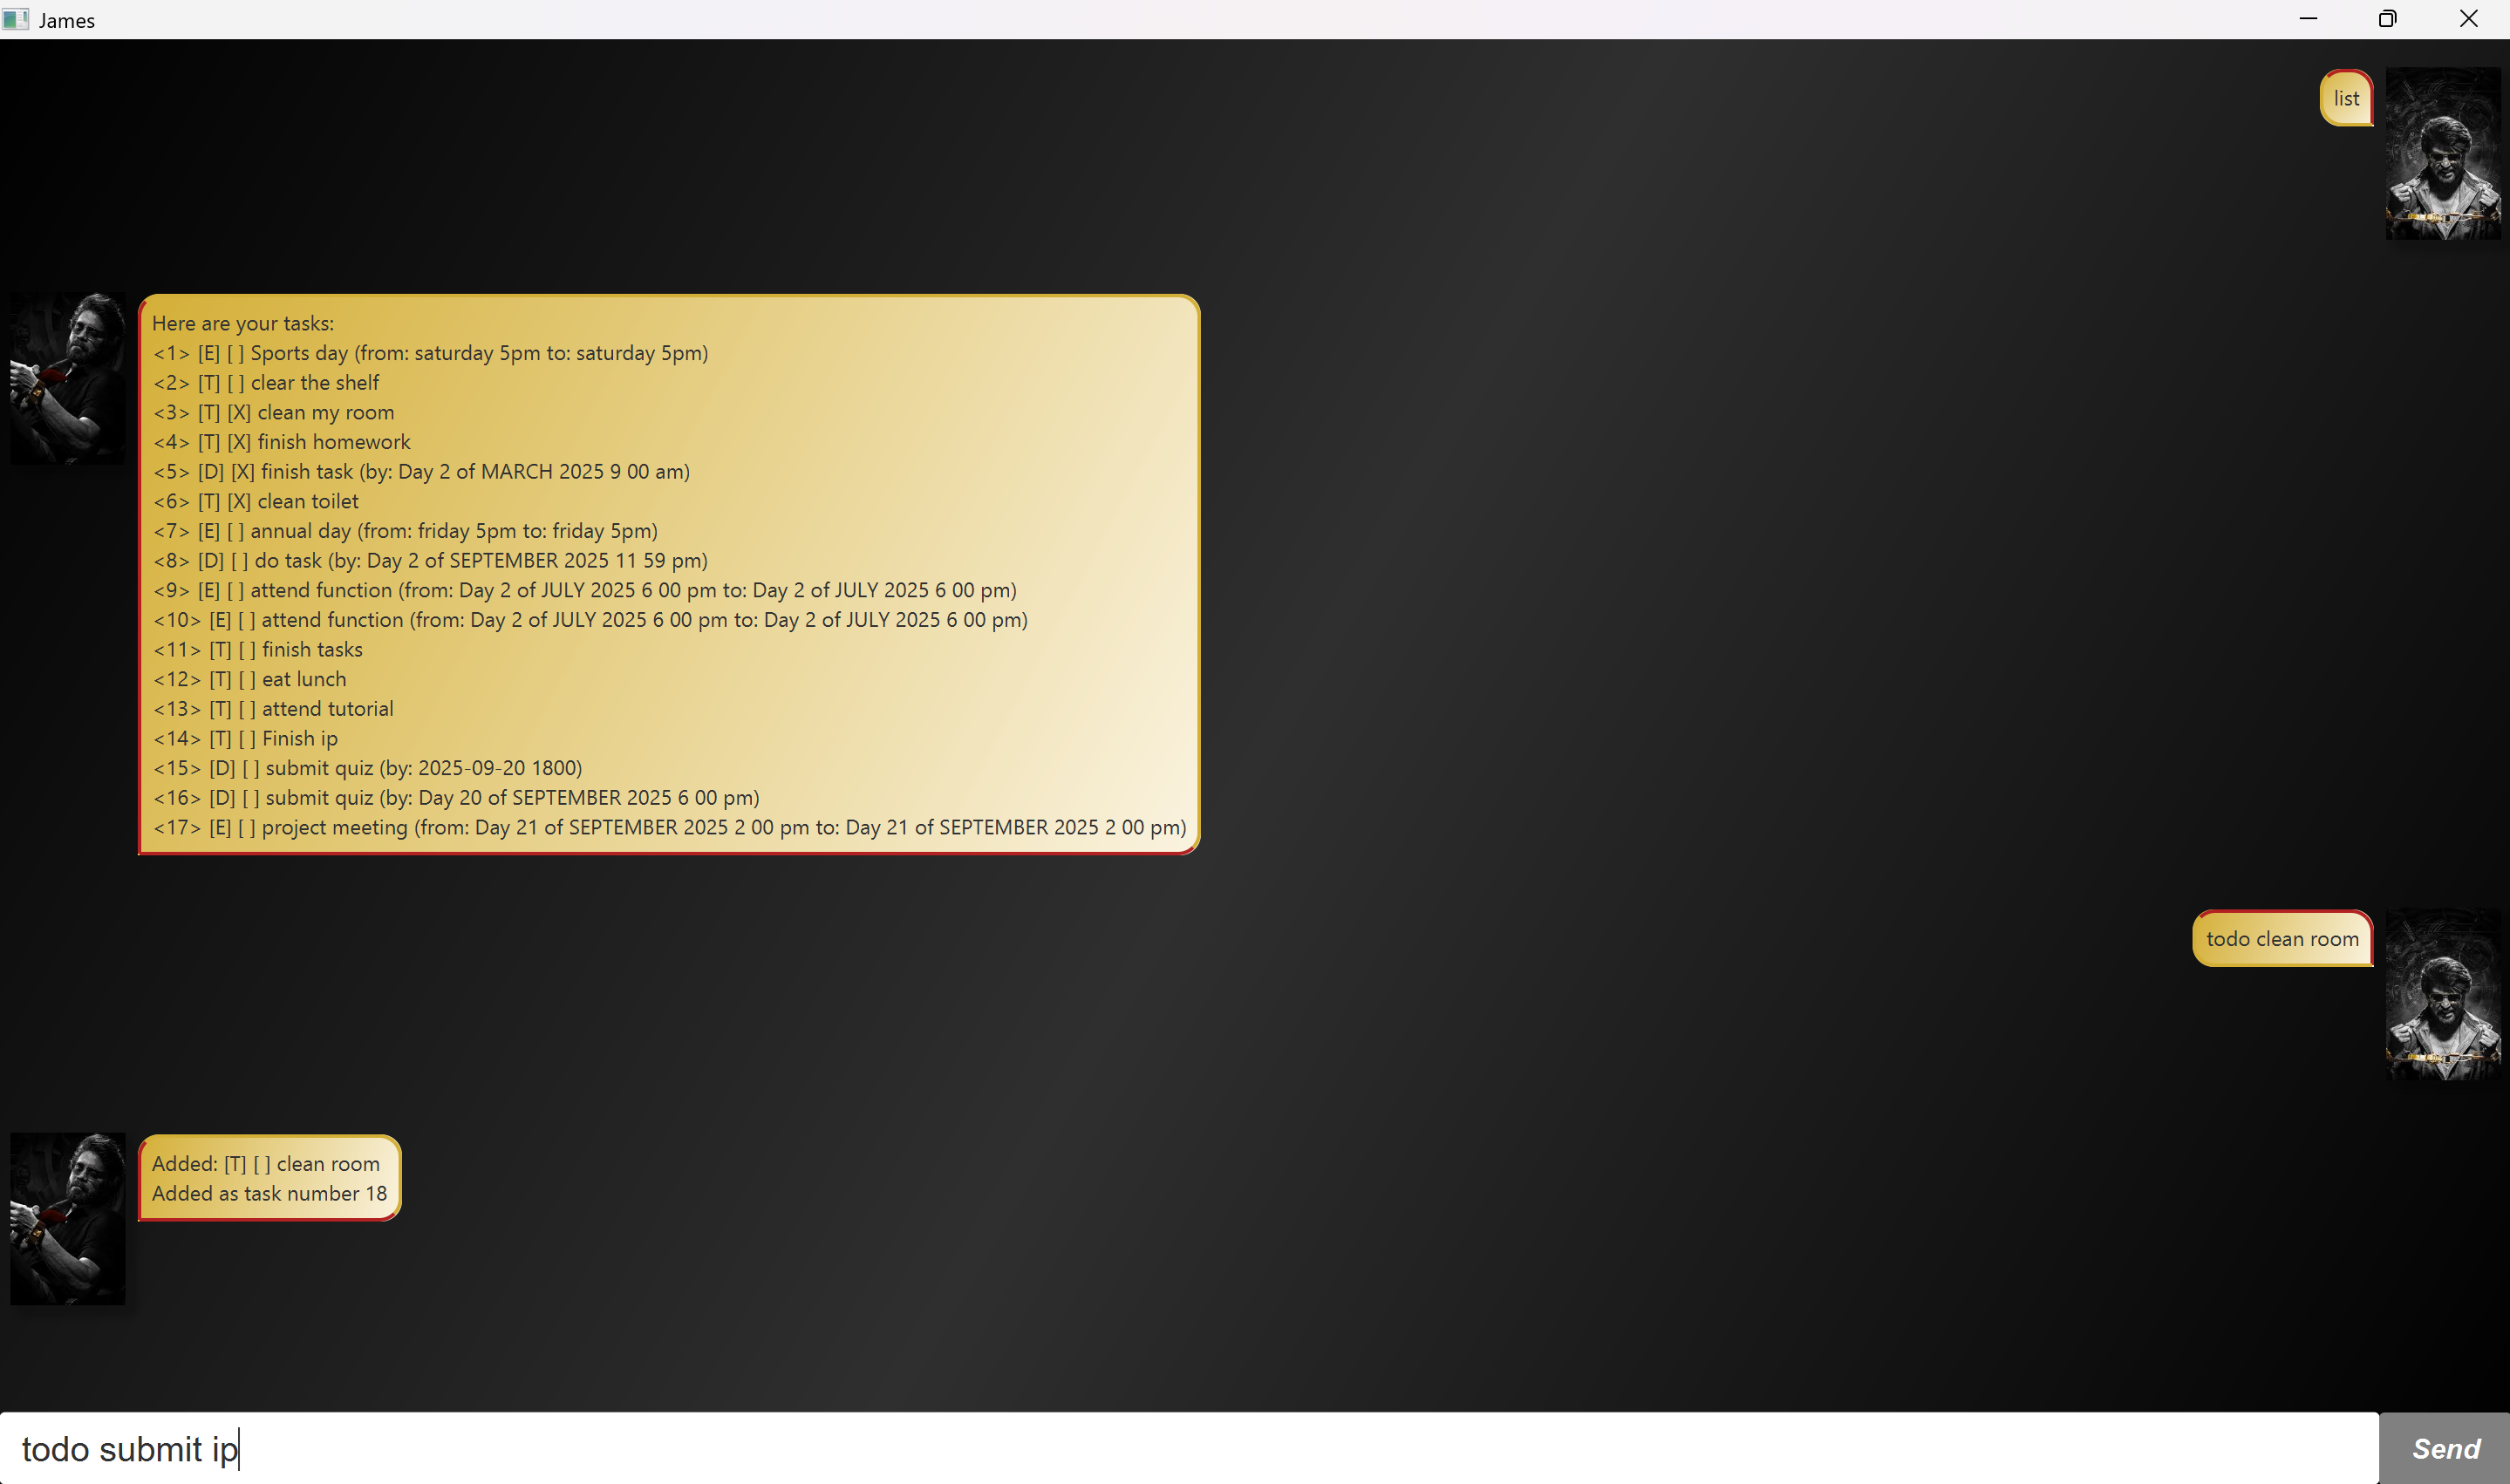 James
list
Here are your tasks:
<1> [E] [ ] Sports day (from: saturday 5pm to: saturday 5pm)
<2> [T] [ ] clear the shelf
<3> [T] [X] clean my room
<4> [T] [X] finish homework
<5> [D] [X] finish task (by: Day 2 of MARCH 2025 9 00 am)
<6> [T] [X] clean toilet
<7> [E] [ ] annual day (from: friday 5pm to: friday 5pm)
<8> [D] [ ] do task (by: Day 2 of SEPTEMBER 2025 11 59 pm)
<9> [E] [ ] attend function (from: Day 2 of JULY 2025 6 00 pm to: Day 2 of JULY 2025 6 00 pm)
<10> [E] [ ] attend function (from: Day 2 of JULY 2025 6 00 pm to: Day 2 of JULY 2025 6 00 pm)
<11> [T] [ ] finish tasks
<12> [T] [ ] eat lunch
<13> [T] [ ] attend tutorial
<14> [T] [ ] Finish ip
<15> [D] [ ] submit quiz (by: 2025-09-20 1800)
<16> [D] [ ] submit quiz (by: Day 20 of SEPTEMBER 2025 6 00 pm)
<17> [E] [ ] project meeting (from: Day 21 of SEPTEMBER 2025 2 00 pm to: Day 21 of SEPTEMBER 2025 2 00 pm)
todo clean room
Added: [T] [ ] clean room
Added as task number 18
todo submit ip
Send